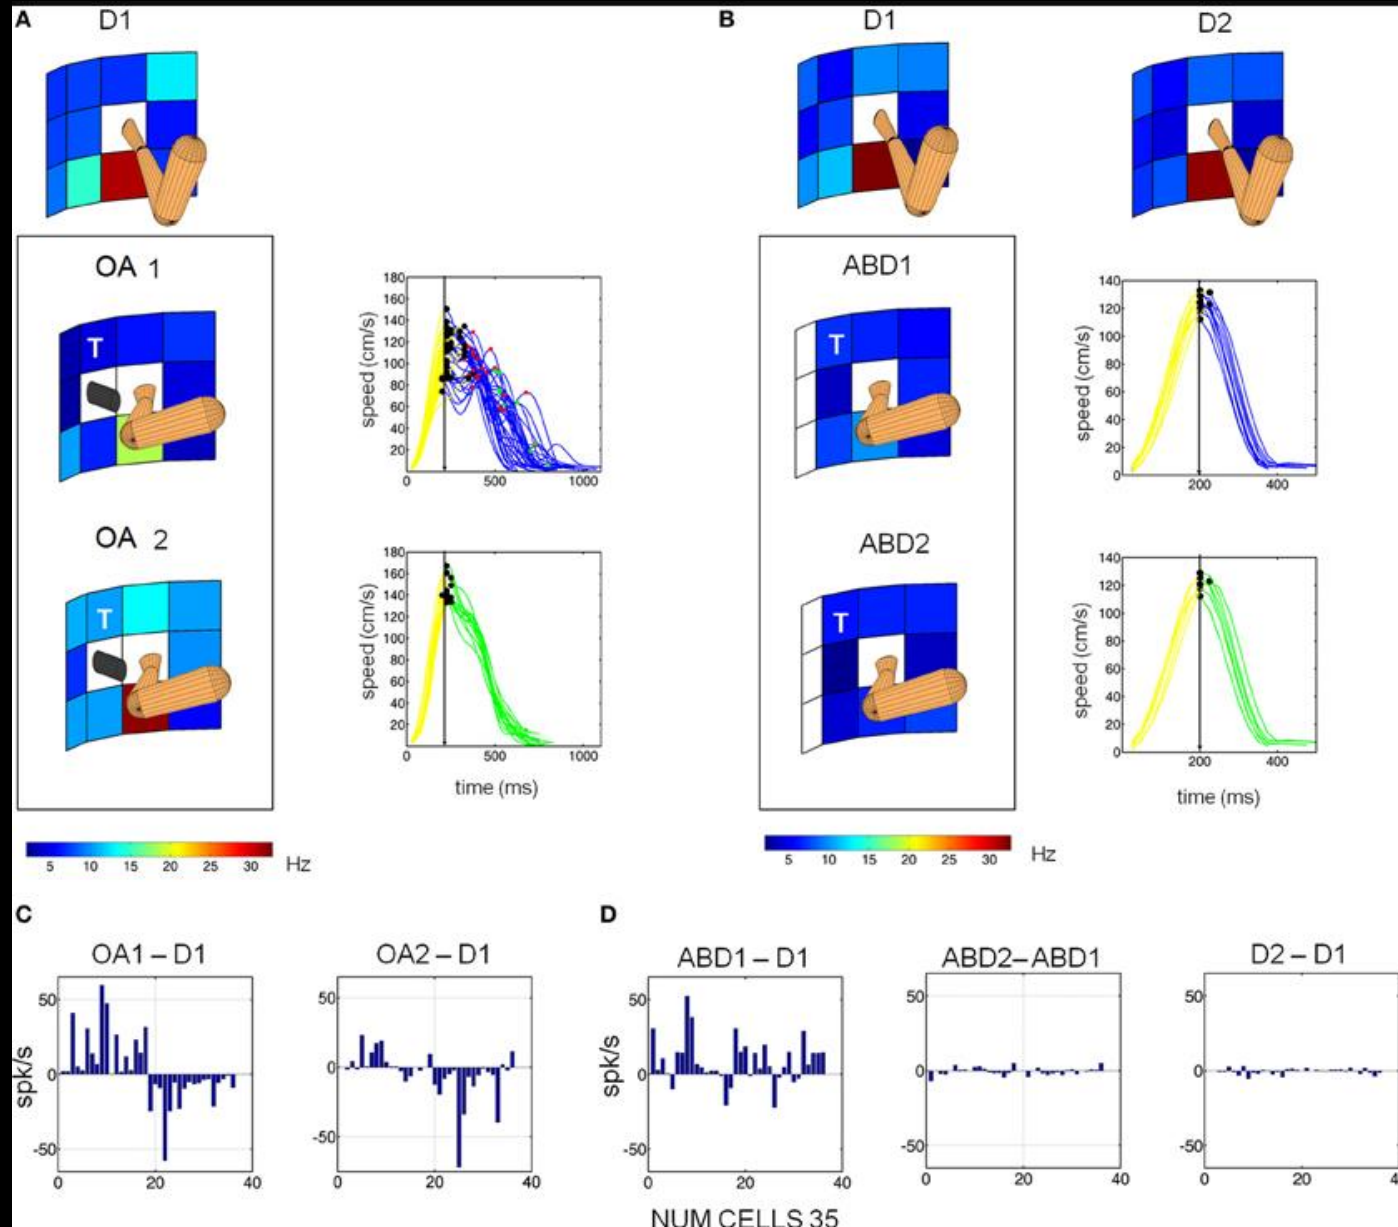 A
D1
B
D1
D2
OA 1
T
180
160
140
120
100
80
60
40
20
0
500
1000
speed (cm/s)
ABD1
T
140
120
100
80
60
40
20
0
200
400
speed (cm/s)
OA 2
T
180
160
140
120
100
80
60
40
20
0
500
1000
speed (cm/s)
time (ms)
ABD2
T
140
120
100
80
60
40
20
0
200
400
speed (cm/s)
time (ms)
5 10 15 20 25 30 Hz
5 10 15 20 25 30 Hz
C
D
OA1 – D1
50
0
-50
0 20 40
spk/s
OA2 – D1
50
0
-50
0 20 40
ABD1 – D1
50
0
-50
0 20 40
spk/s
ABD2– ABD1
50
0
-50
0 20 40
D2 – D1
50
0
-50
0 20
NUM CELLS 35